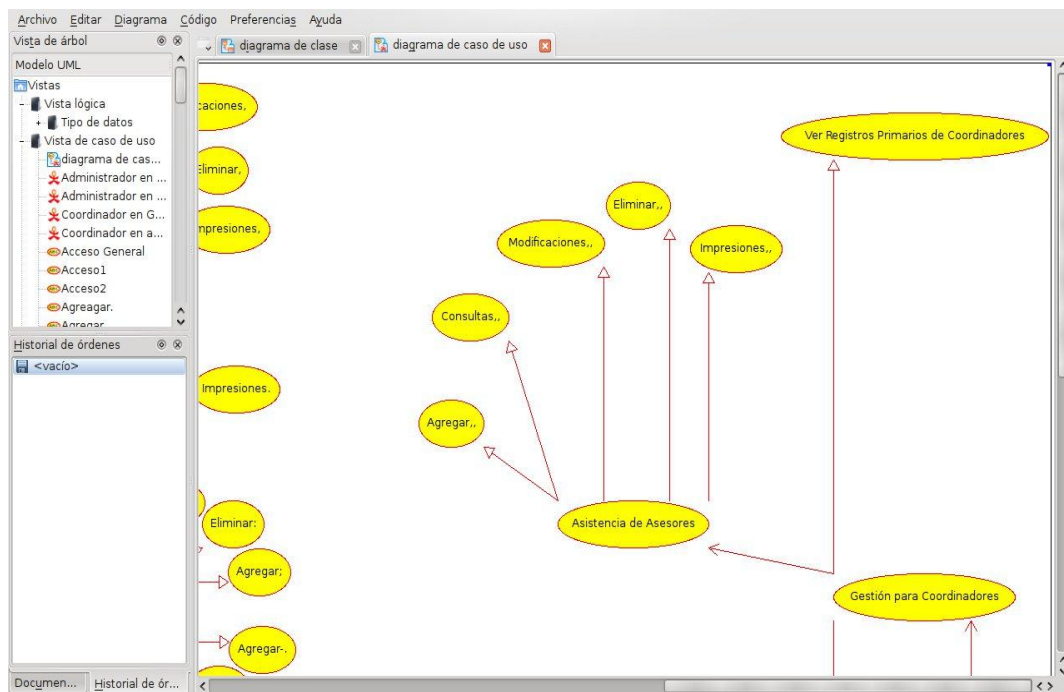 Archivo Editar Diagrama Código Preferencias Ayuda
Vista de árbol
diagrama de clase
diagrama de caso de uso
Modelo UML
Vistas
Vista lógica
Tipo de datos
Vista de caso de uso
diagrama de cas...
Administrador en ...
Administrador en ...
Coordinador en G...
Coordinador en a...
Acceso General
Acceso1
Acceso2
Agreagar.
Agregar
Historial de órdenes
<vacío>
Documen...
Historial de ór...
caciones,
Eliminar,
mpresiones,
Impresiones.
Eliminar:
Agregar;
Agregar-.
Ver Registros Primarios de Coordinadores
Eliminar,,
Modificaciones,,
Impresiones,,
Consultas,,
Agregar,,
Asistencia de Asesores
Gestión para Coordinadores